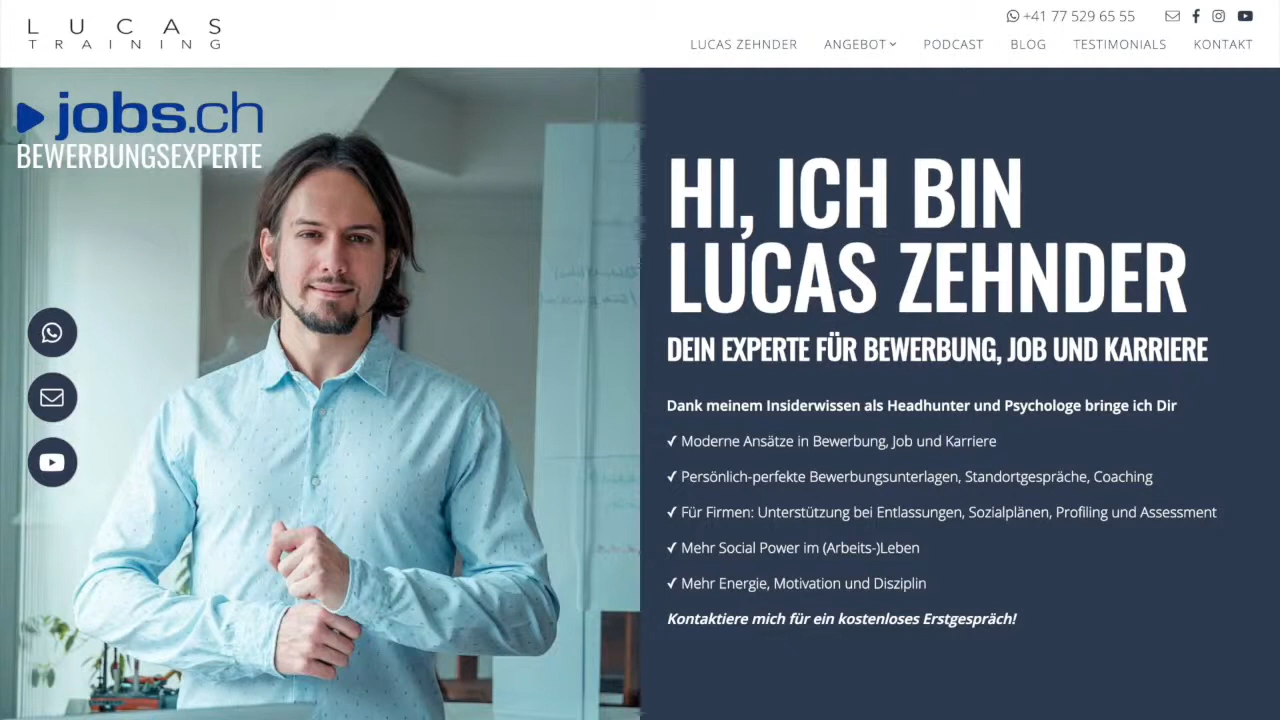 LUCAS
TRAINING
+41 77 529 65 55
LUCAS ZEHNDER ANGEBOT PODCAST BLOG TESTIMONIALS KONTAKT
jobs.ch
BEWERBUNGSEXPERTE
HI, ICH BIN
LUCAS ZEHNDER
DEIN EXPERTE FÜR BEWERBUNG, JOB UND KARRIERE
Dank meinem Insiderwissen als Headhunter und Psychologe bringe ich Dir
✓ Moderne Ansätze in Bewerbung, Job und Karriere
✓ Persönlich-perfekte Bewerbungsunterlagen, Standortgespräche, Coaching
✓ Für Firmen: Unterstützung bei Entlassungen, Sozialplänen, Profiling und Assessment
✓ Mehr Social Power im (Arbeits-)Leben
✓ Mehr Energie, Motivation und Disziplin
Kontaktiere mich für ein kostenloses Erstgespräch!